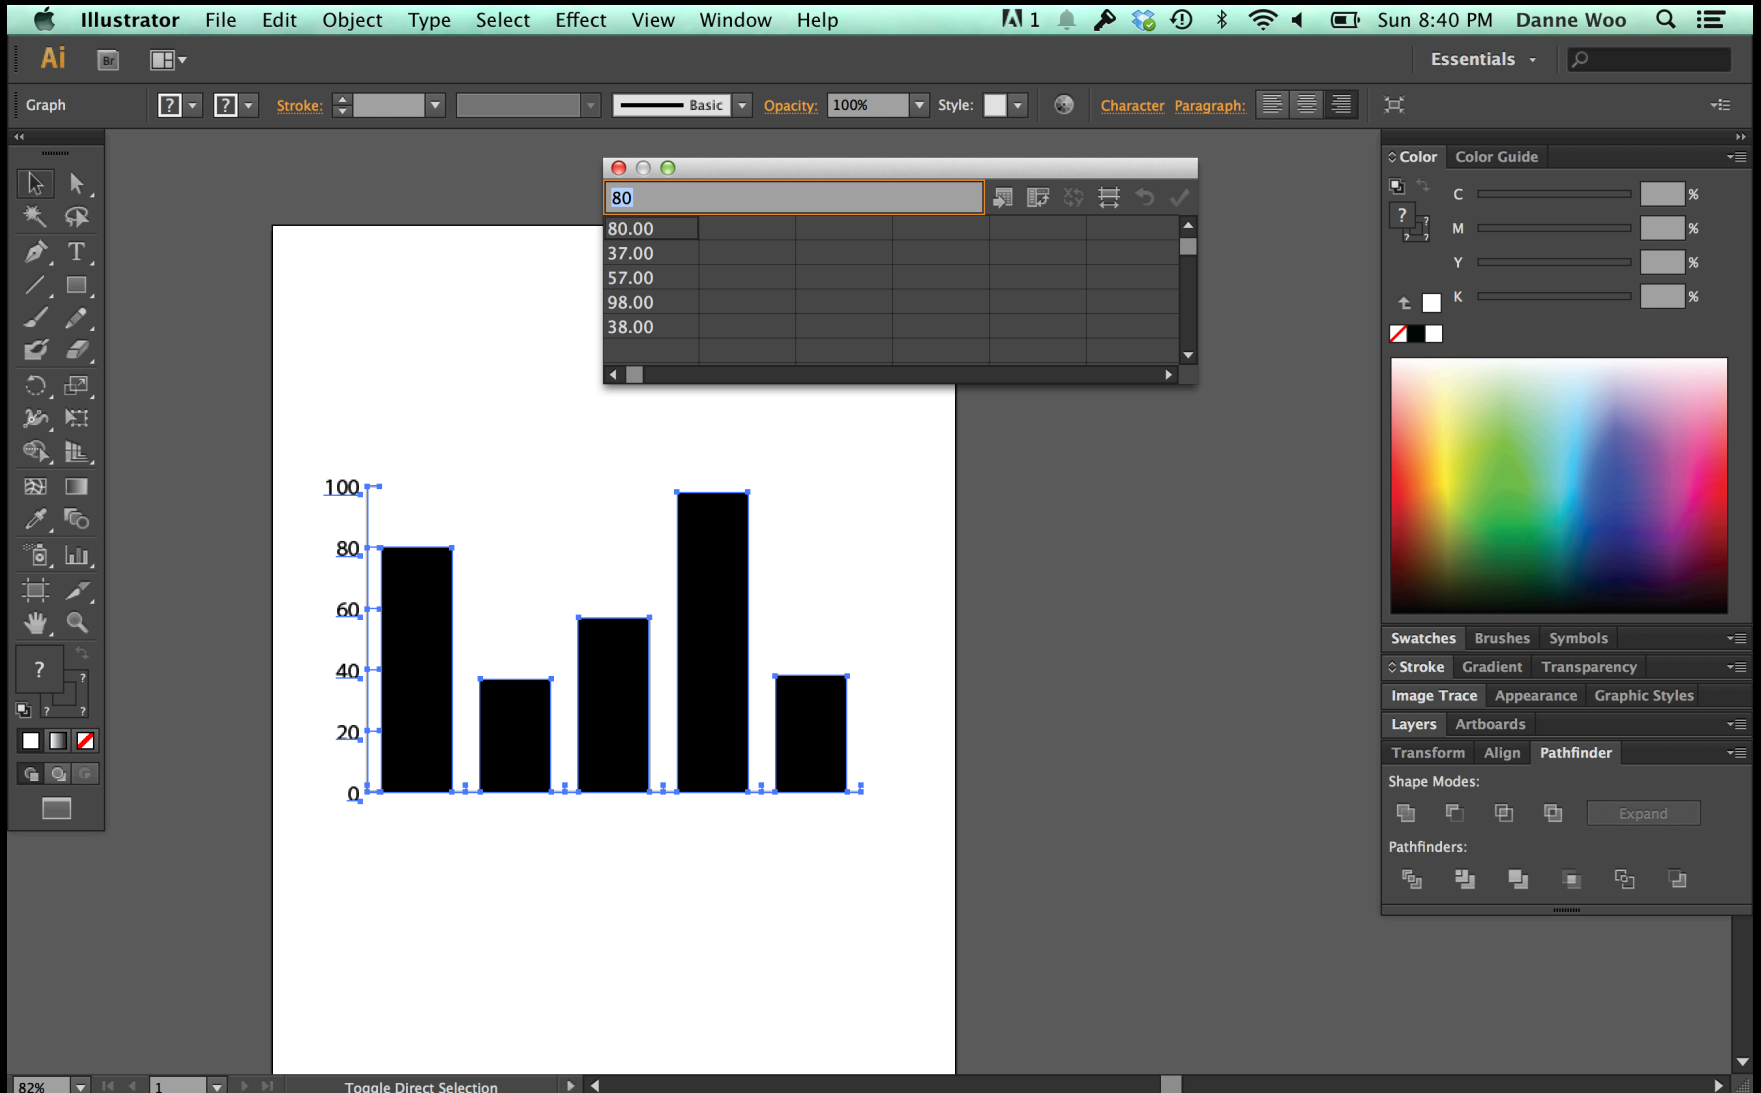 Illustrator File Edit Object Type Select Effect View Window Help 1 Sun 8:40 PM Danne Woo
Ai Br Essentials
Graph ? ? Stroke: Basic Opacity: 100% Style: Character Paragraph:
80
80.00
37.00
57.00
98.00
38.00
100
80
60
40
20
0
T
?
?
? ?
Color Color Guide
C %
? ? M %
? ?
Y %
K %
Swatches Brushes Symbols
Stroke Gradient Transparency
Image Trace Appearance Graphic Styles
Layers Artboards
Transform Align Pathfinder
Shape Modes:
Expand
Pathfinders:
82% 1 Toggle Direct Selection